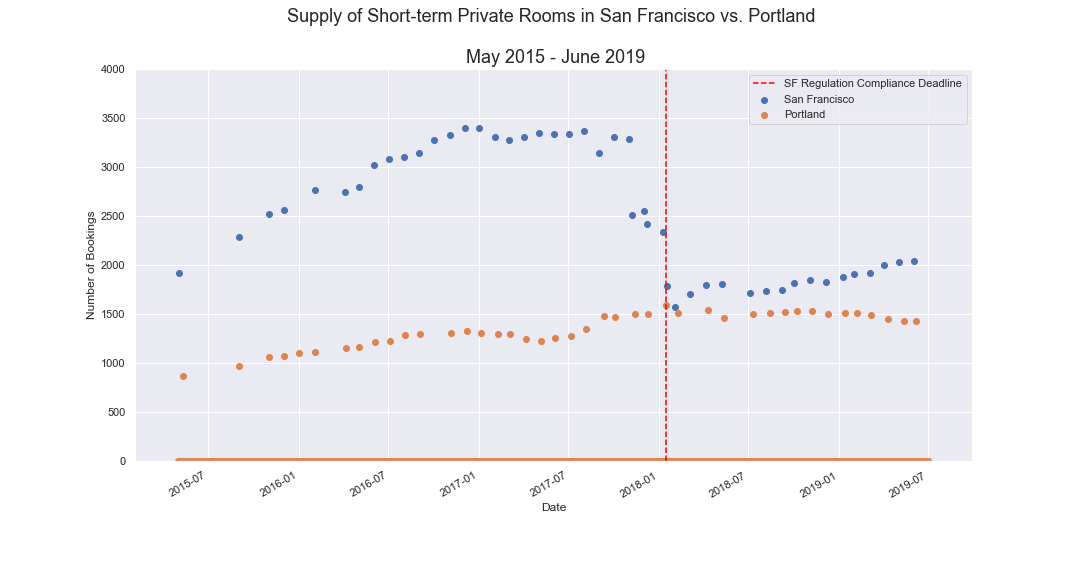 Supply of Short-term Private Rooms in San Francisco vs. Portland
May 2015 - June 2019
SF Regulation Compliance Deadline
San Francisco
Portland
Number of Bookings
4000
3500
3000
2500
2000
1500
1000
500
0
2015-07
2016-01
2016-07
2017-01
2017-07
2018-01
2018-07
2019-01
2019-07
Date